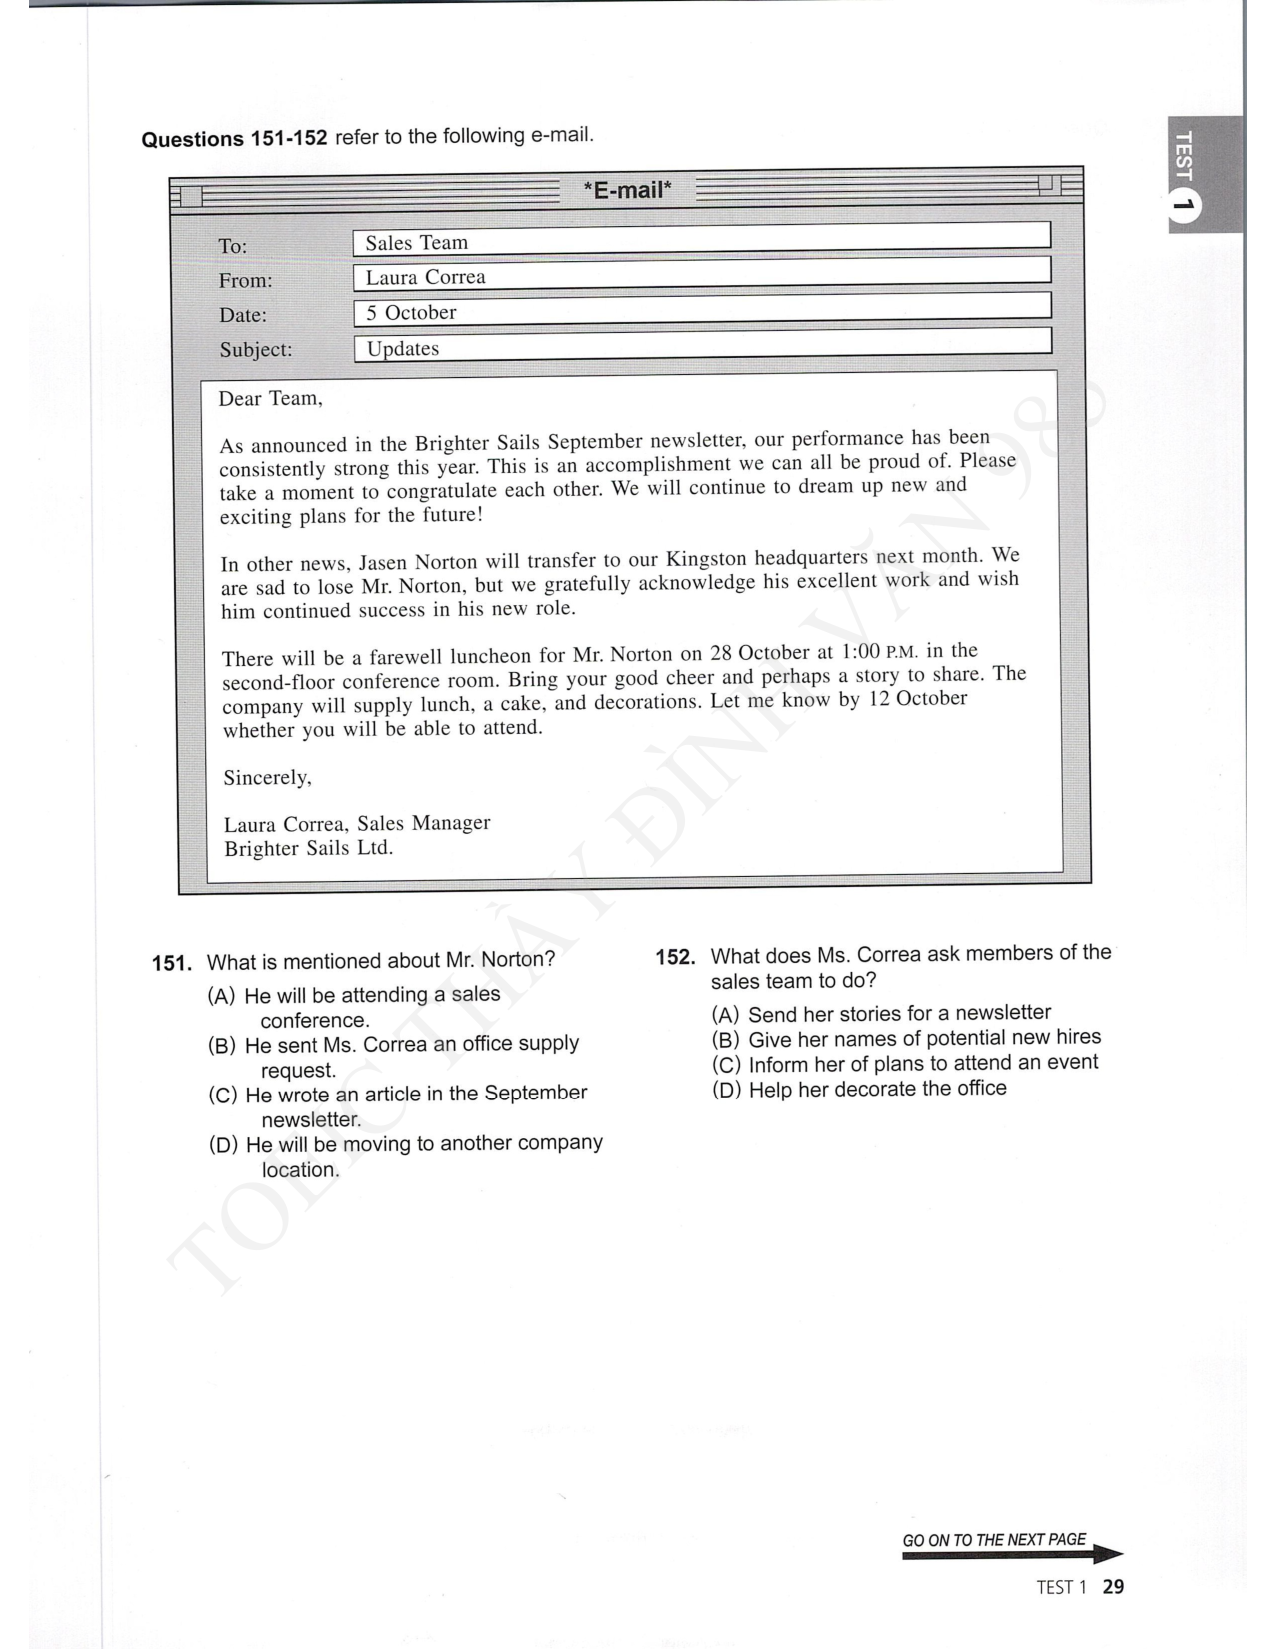 TEST 1
Questions 151-152 refer to the following e-mail.
*E-mail*
To: Sales Team
From: Laura Correa
Date: 5 October
Subject: Updates
Dear Team,
As announced in the Brighter Sails September newsletter, our performance has been
consistently strong this year. This is an accomplishment we can all be proud of. Please
take a moment to congratulate each other. We will continue to dream up new and
exciting plans for the future!
In other news, Jasen Norton will transfer to our Kingston headquarters next month. We
are sad to lose Mr. Norton, but we gratefully acknowledge his excellent work and wish
him continued success in his new role.
There will be a farewell luncheon for Mr. Norton on 28 October at 1:00 P.M. in the
second-floor conference room. Bring your good cheer and perhaps a story to share. The
company will supply lunch, a cake, and decorations. Let me know by 12 October
whether you will be able to attend.
Sincerely,
Laura Correa, Sales Manager
Brighter Sails Ltd.
151. What is mentioned about Mr. Norton?
(A) He will be attending a sales
conference.
(B) He sent Ms. Correa an office supply
request.
(C) He wrote an article in the September
newsletter.
(D) He will be moving to another company
location.
152. What does Ms. Correa ask members of the
sales team to do?
(A) Send her stories for a newsletter
(B) Give her names of potential new hires
(C) Inform her of plans to attend an event
(D) Help her decorate the office
TOEIC THẦY ĐÌNH VĂN 985
GO ON TO THE NEXT PAGE
TEST 1 29